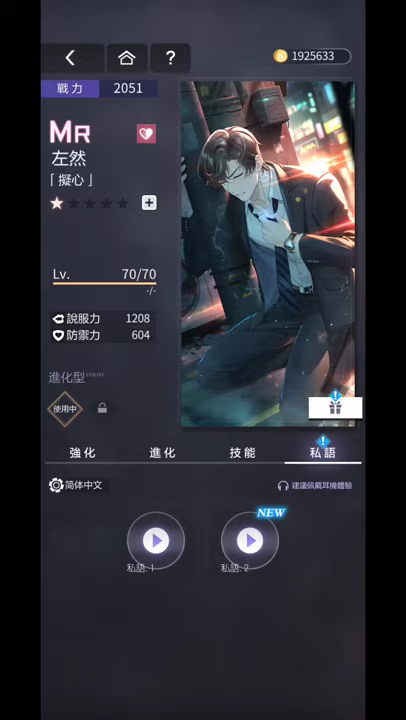 ?
1925633
戰力 2051
MR
左然
「擬心」
Lv. 70/70
-/-
說服力 1208
防禦力 604
進化型
使用中
強化 進化 技能 私語
简体中文
建議佩戴耳機體驗
NEW
私語. 1
私語. 2